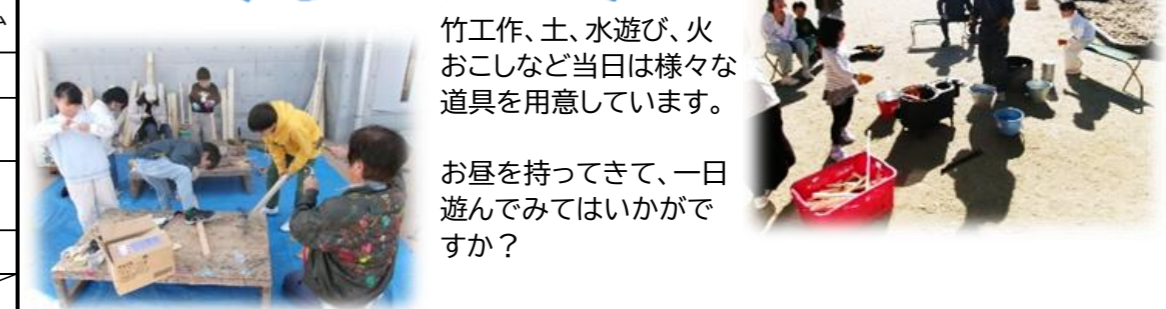 竹工作、土、水遊び、火
おこしなど当日は様々な
道具を用意しています。
お昼を持ってきて、一日
遊んでみてはいかがで
すか？